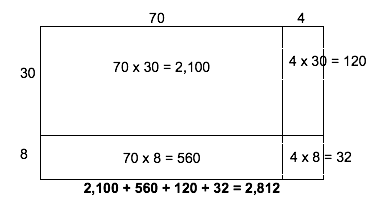 70 4
30 70 x 30 = 2,100 4 x 30 = 120
8 70 x 8 = 560 4 x 8 = 32
2,100 + 560 + 120 + 32 = 2,812